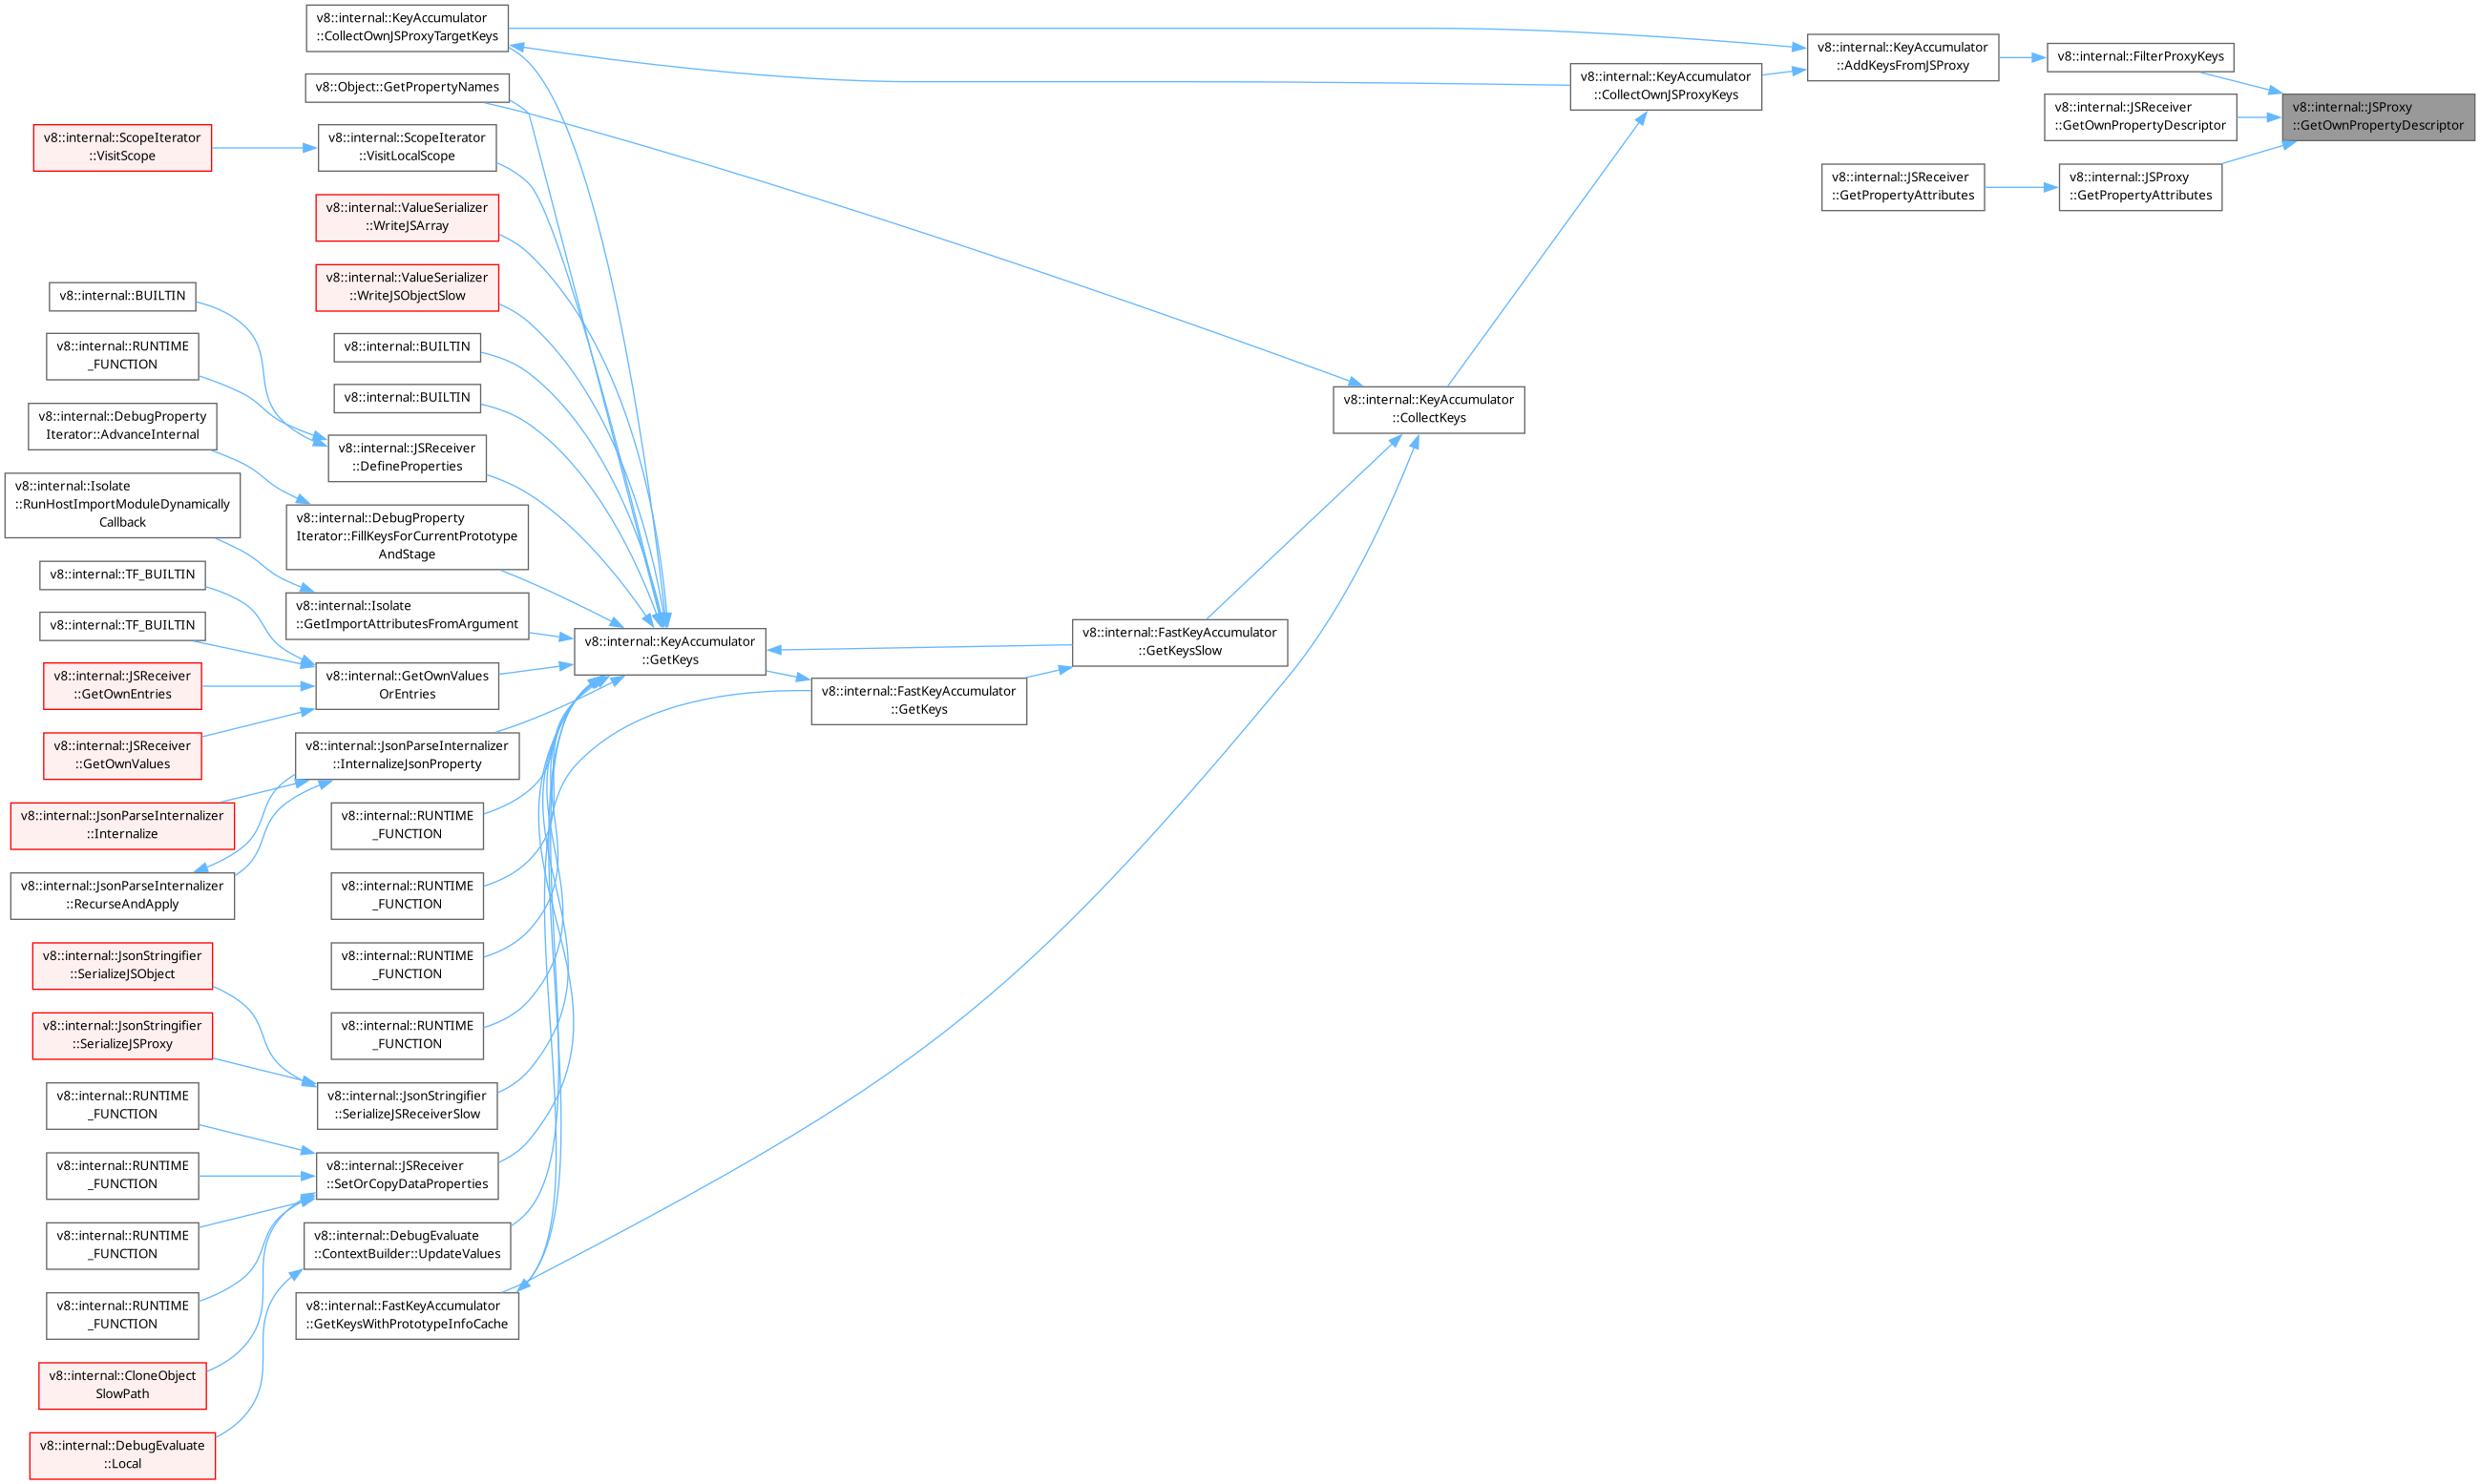 v8::internal::KeyAccumulator
::CollectOwnJSProxyTargetKeys
v8::Object::GetPropertyNames
v8::internal::ScopeIterator
::VisitScope
v8::internal::ScopeIterator
::VisitLocalScope
v8::internal::ValueSerializer
::WriteJSArray
v8::internal::ValueSerializer
::WriteJSObjectSlow
v8::internal::BUILTIN
v8::internal::BUILTIN
v8::internal::RUNTIME
_FUNCTION
v8::internal::BUILTIN
v8::internal::DebugProperty
Iterator::AdvanceInternal
v8::internal::JSReceiver
::DefineProperties
v8::internal::Isolate
::RunHostImportModuleDynamically
Callback
v8::internal::DebugProperty
Iterator::FillKeysForCurrentPrototype
AndStage
v8::internal::TF_BUILTIN
v8::internal::Isolate
::GetImportAttributesFromArgument
v8::internal::TF_BUILTIN
v8::internal::JSReceiver
::GetOwnEntries
v8::internal::GetOwnValues
OrEntries
v8::internal::JSReceiver
::GetOwnValues
v8::internal::JsonParseInternalizer
::InternalizeJsonProperty
v8::internal::JsonParseInternalizer
::Internalize
v8::internal::RUNTIME
_FUNCTION
v8::internal::JsonParseInternalizer
::RecurseAndApply
v8::internal::RUNTIME
_FUNCTION
v8::internal::JsonStringifier
::SerializeJSObject
v8::internal::RUNTIME
_FUNCTION
v8::internal::JsonStringifier
::SerializeJSProxy
v8::internal::RUNTIME
_FUNCTION
v8::internal::RUNTIME
_FUNCTION
v8::internal::JsonStringifier
::SerializeJSReceiverSlow
v8::internal::RUNTIME
_FUNCTION
v8::internal::JSReceiver
::SetOrCopyDataProperties
v8::internal::RUNTIME
_FUNCTION
v8::internal::DebugEvaluate
::ContextBuilder::UpdateValues
v8::internal::RUNTIME
_FUNCTION
v8::internal::FastKeyAccumulator
::GetKeysWithPrototypeInfoCache
v8::internal::CloneObject
SlowPath
v8::internal::DebugEvaluate
::Local
v8::internal::KeyAccumulator
::GetKeys
v8::internal::FastKeyAccumulator
::GetKeys
v8::internal::FastKeyAccumulator
::GetKeysSlow
v8::internal::KeyAccumulator
::CollectKeys
v8::internal::KeyAccumulator
::CollectOwnJSProxyKeys
v8::internal::KeyAccumulator
::AddKeysFromJSProxy
v8::internal::FilterProxyKeys
v8::internal::JSReceiver
::GetOwnPropertyDescriptor
v8::internal::JSProxy
::GetOwnPropertyDescriptor
v8::internal::JSReceiver
::GetPropertyAttributes
v8::internal::JSProxy
::GetPropertyAttributes